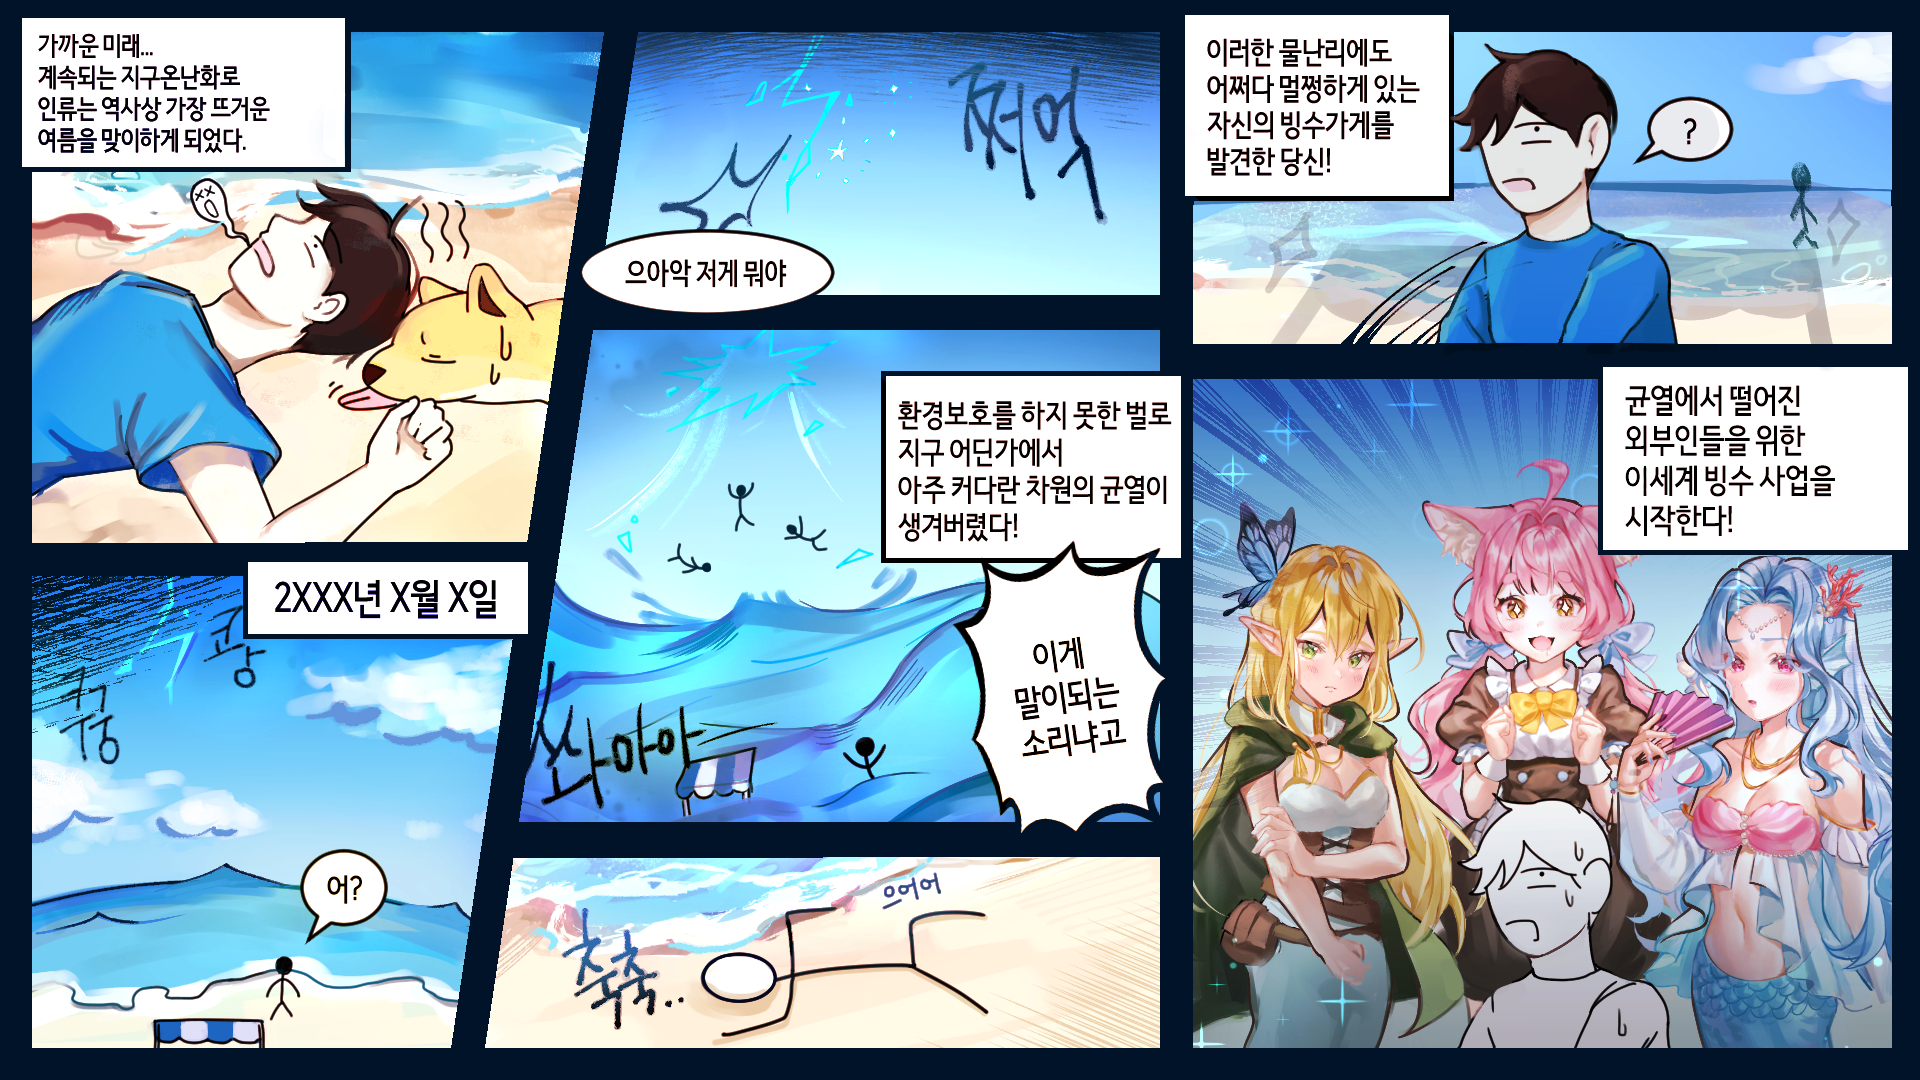 가까운 미래...
계속되는 지구온난화로
인류는 역사상 가장 뜨거운
여름을 맞이하게 되었다.
2XXX년 X월 X일
쿠궁
콰앙
어?
쩌억
으아악 저게 뭐야
환경보호를 하지 못한 벌로
지구 어딘가에서
아주 커다란 차원의 균열이
생겨버렸다!
이게
말이되는
소리냐고
쏴아아
으어어
축축..
이러한 물난리에도
어쩌다 멀쩡하게 있는
자신의 빙수가게를
발견한 당신!
?
균열에서 떨어진
외부인들을 위한
이세계 빙수 사업을
시작한다!